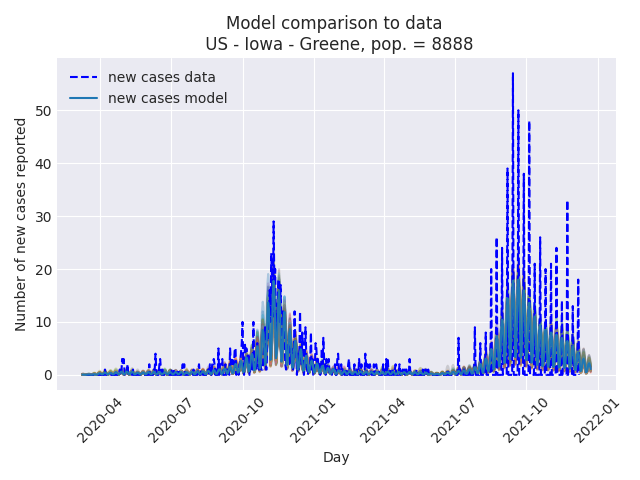 Model comparison to data
US - Iowa - Greene, pop. = 8888
new cases data
new cases model
Number of new cases reported
50
40
30
20
10
0
2020-04
2020-07
2020-10
2021-01
2021-04
2021-07
2021-10
2022-01
Day